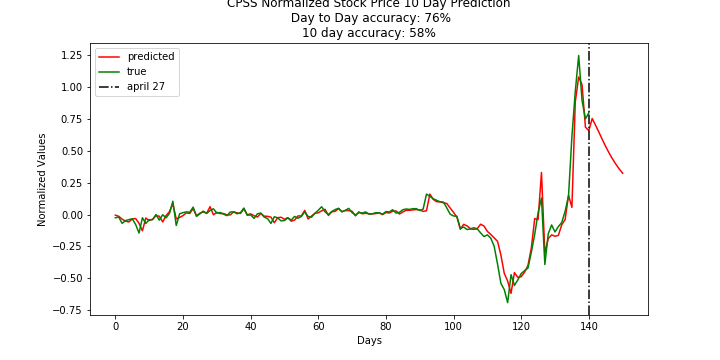 CPSS Normalized Stock Price 10 Day Prediction
Day to Day accuracy: 76%
10 day accuracy: 58%
predicted
true
april 27
1.25
1.00
0.75
0.50
0.25
0.00
−0.25
−0.50
−0.75
Normalized Values
0 20 40 60 80 100 120 140
Days